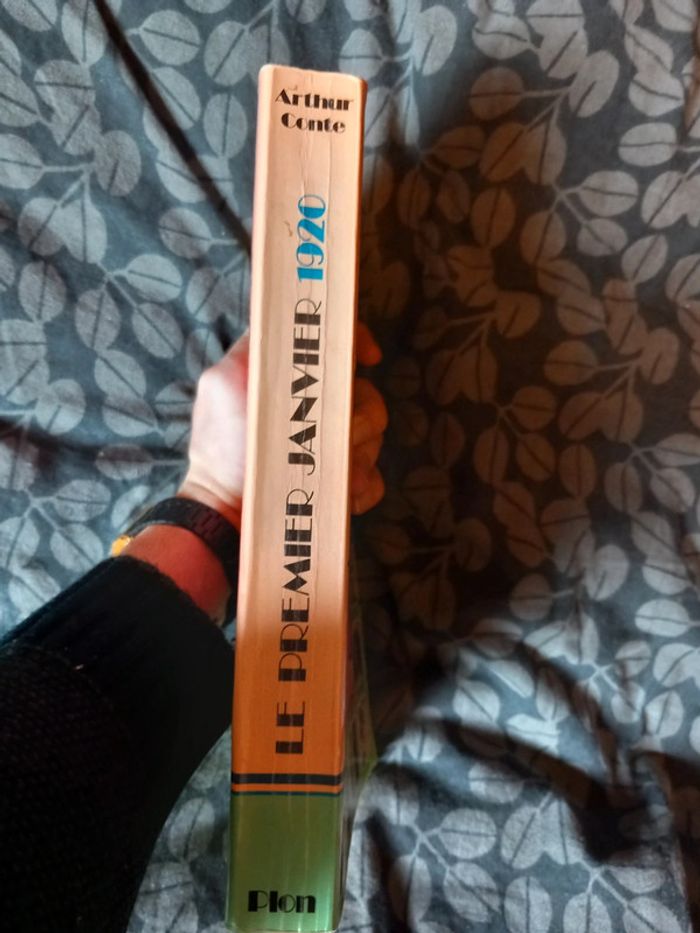 Arthur
Conte
LE PREMIER JANVIER 1920
Plon